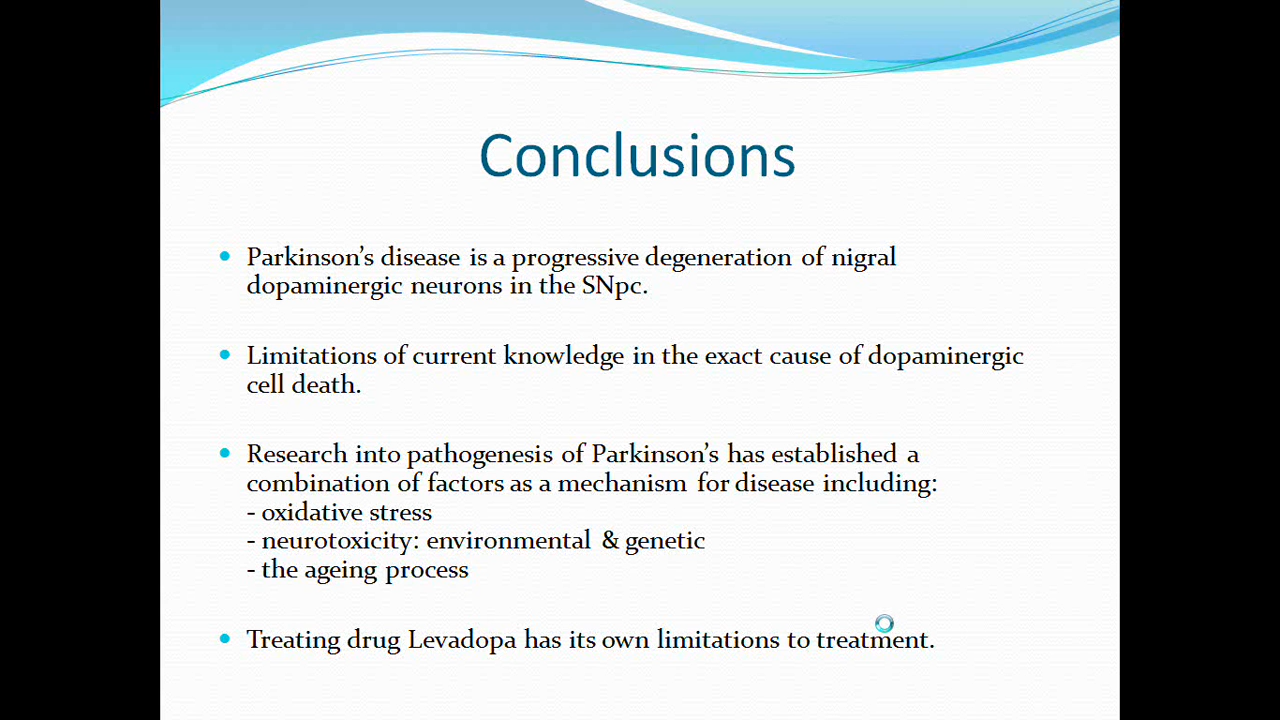 Conclusions
• Parkinson’s disease is a progressive degeneration of nigral
dopaminergic neurons in the SNpc.
• Limitations of current knowledge in the exact cause of dopaminergic
cell death.
• Research into pathogenesis of Parkinson’s has established a
combination of factors as a mechanism for disease including:
- oxidative stress
- neurotoxicity: environmental & genetic
- the ageing process
• Treating drug Levadopa has its own limitations to treatment.